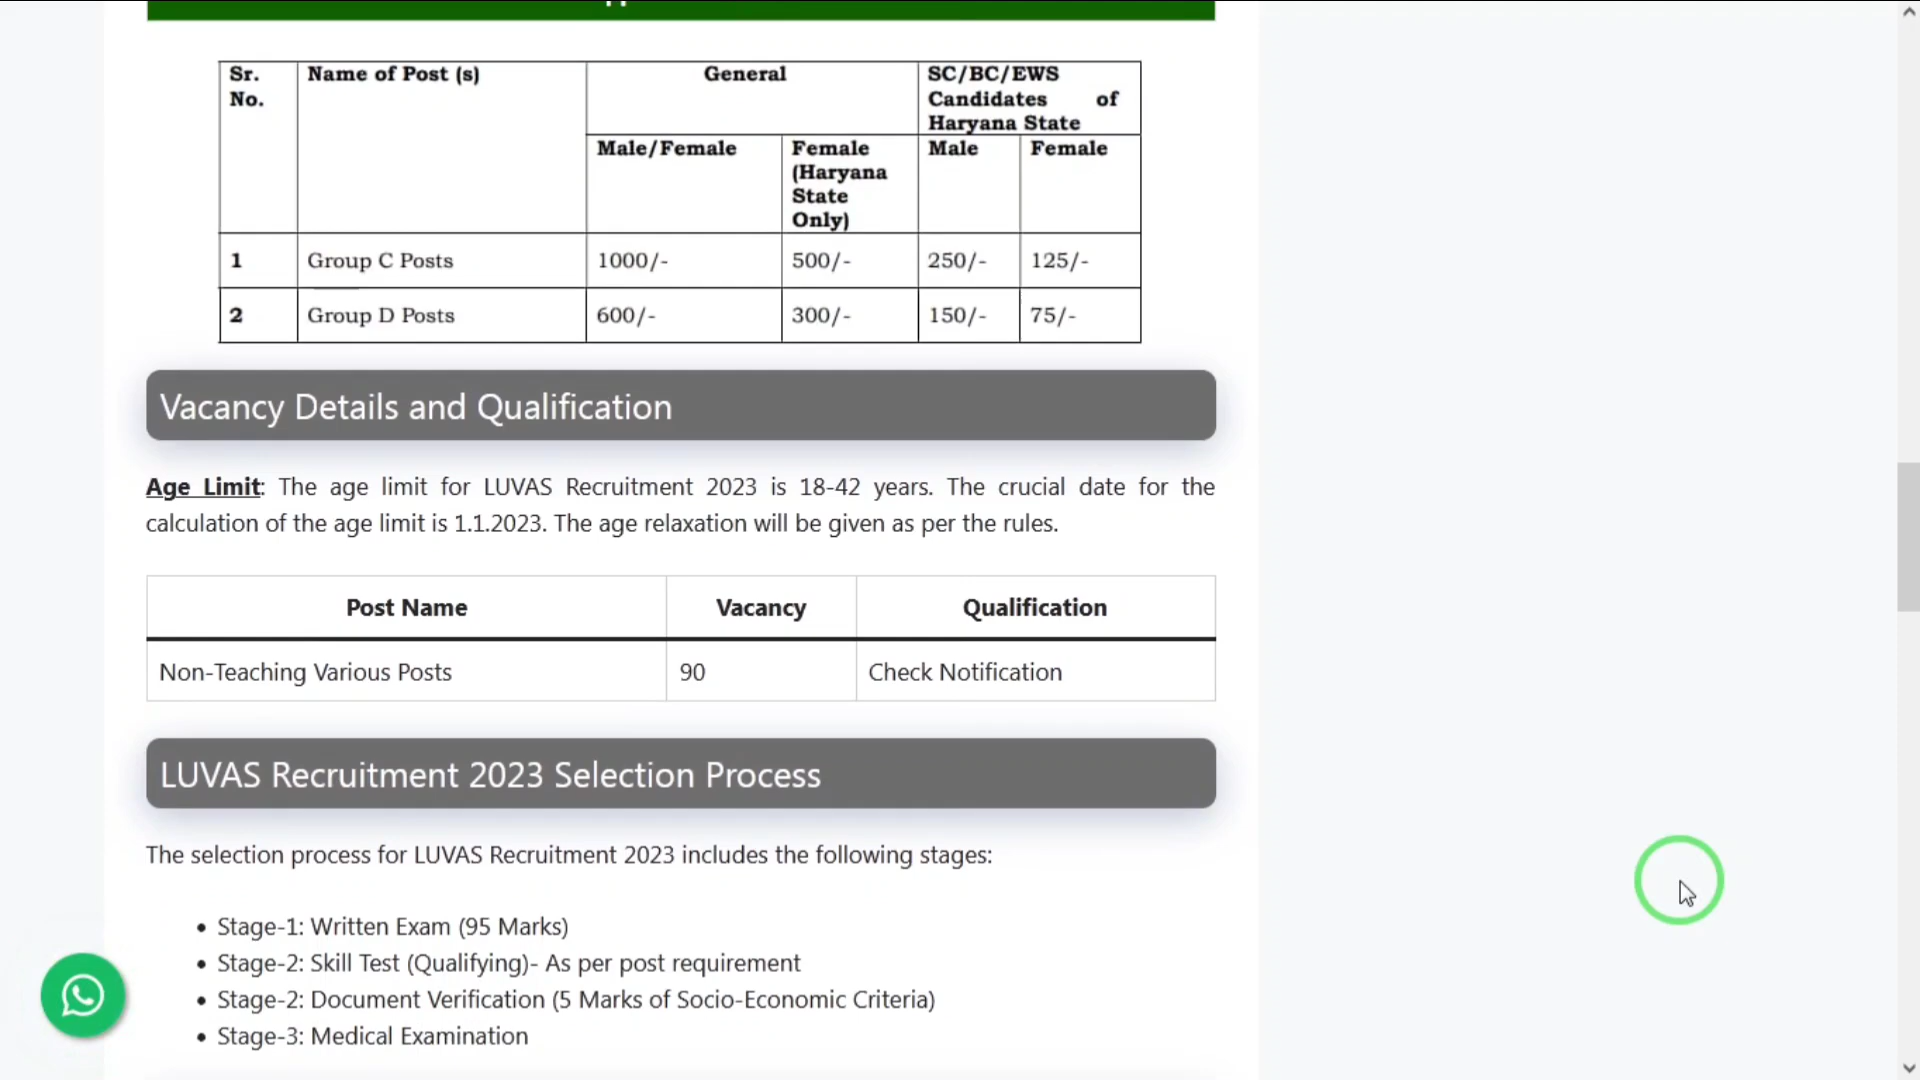 Sr. No. Name of Post (s) General SC/BC/EWS Candidates of Haryana State
Male/Female Female (Haryana State Only) Male Female
1 Group C Posts 1000/- 500/- 250/- 125/-
2 Group D Posts 600/- 300/- 150/- 75/-
Vacancy Details and Qualification
Age Limit: The age limit for LUVAS Recruitment 2023 is 18-42 years. The crucial date for the
calculation of the age limit is 1.1.2023. The age relaxation will be given as per the rules.
Post Name Vacancy Qualification
Non-Teaching Various Posts 90 Check Notification
LUVAS Recruitment 2023 Selection Process
The selection process for LUVAS Recruitment 2023 includes the following stages:
• Stage-1: Written Exam (95 Marks)
• Stage-2: Skill Test (Qualifying)- As per post requirement
• Stage-2: Document Verification (5 Marks of Socio-Economic Criteria)
• Stage-3: Medical Examination